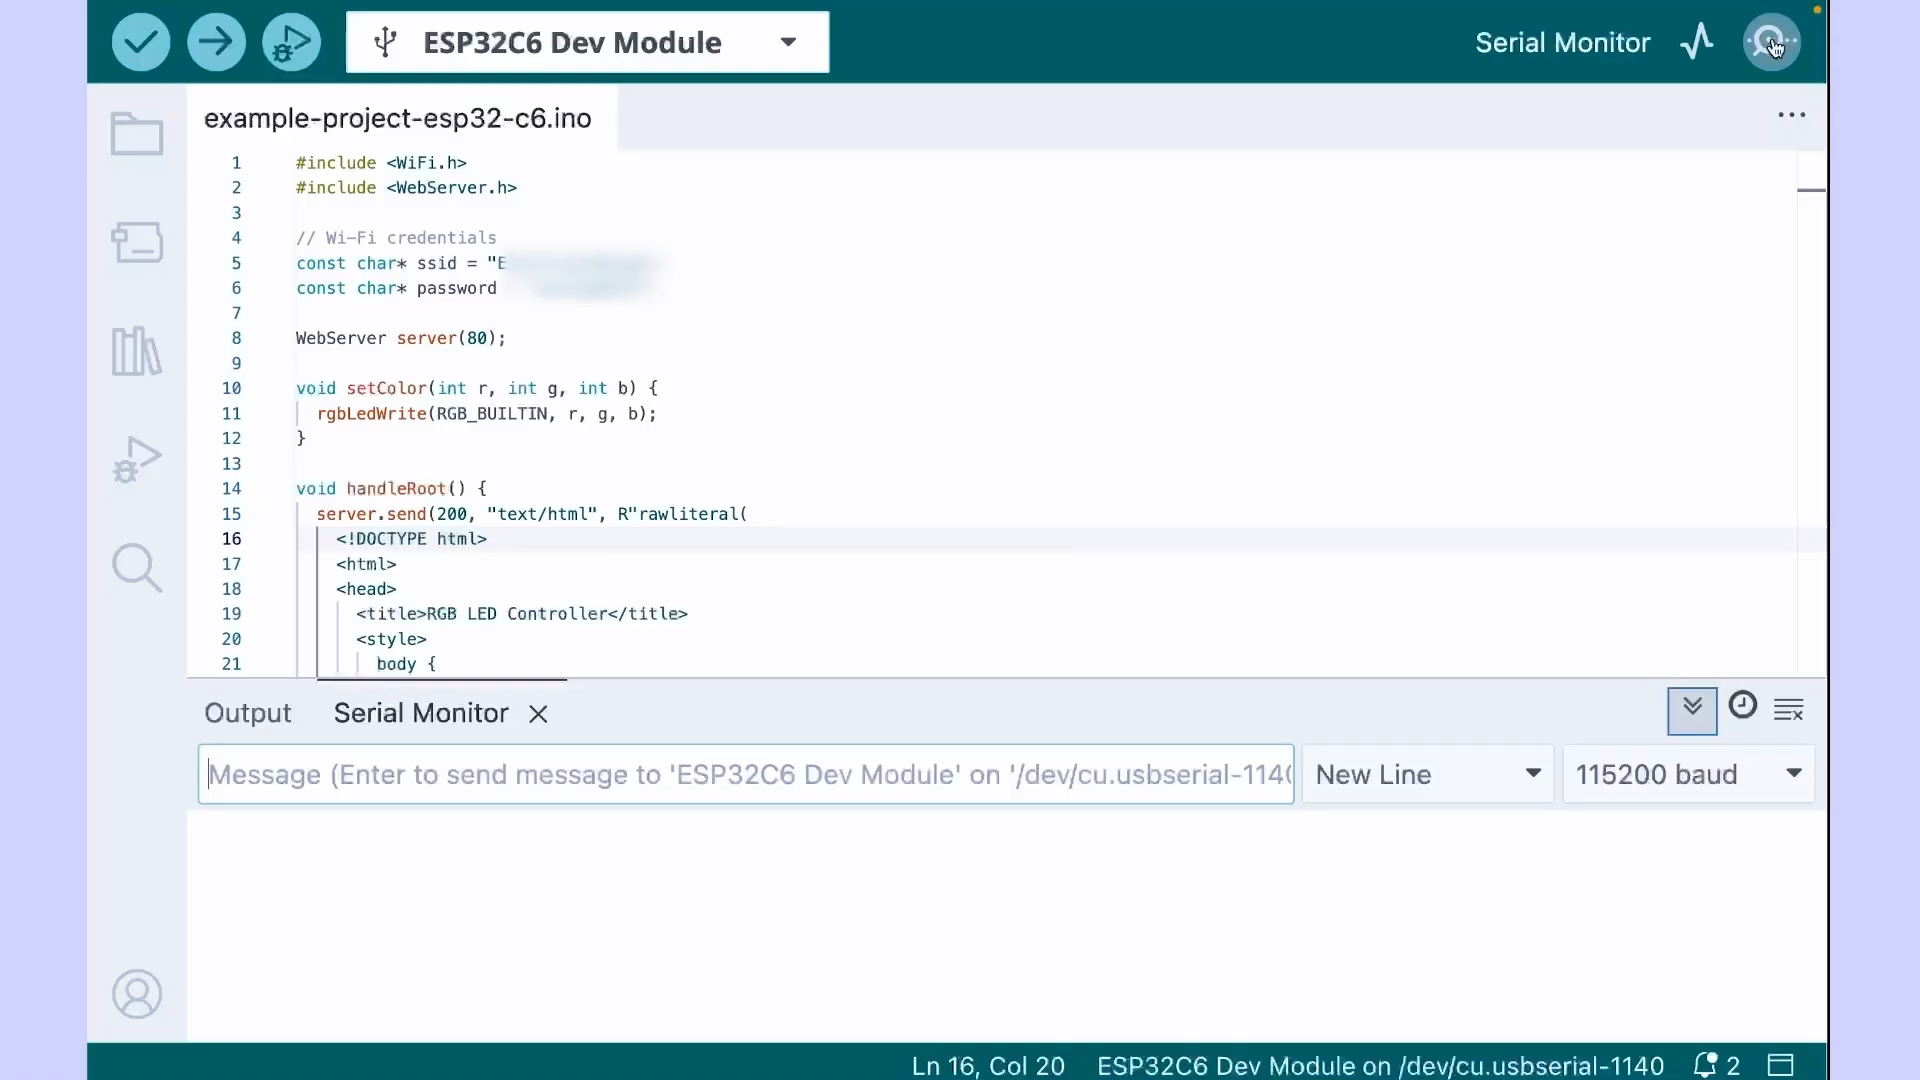 ESP32C6 Dev Module
Serial Monitor
example-project-esp32-c6.ino
1 #include <WiFi.h>
2 #include <WebServer.h>
3
4 // Wi-Fi credentials
5 const char* ssid = "E
6 const char* password
7
8 WebServer server(80);
9
10 void setColor(int r, int g, int b) {
11 rgbLedWrite(RGB_BUILTIN, r, g, b);
12 }
13
14 void handleRoot() {
15 server.send(200, "text/html", R"rawliteral(
16 <!DOCTYPE html>
17 <html>
18 <head>
19 <title>RGB LED Controller</title>
20 <style>
21 body {
Output Serial Monitor
Message (Enter to send message to 'ESP32C6 Dev Module' on '/dev/cu.usbserial-114
New Line
115200 baud
Ln 16, Col 20 ESP32C6 Dev Module on /dev/cu.usbserial-1140 2